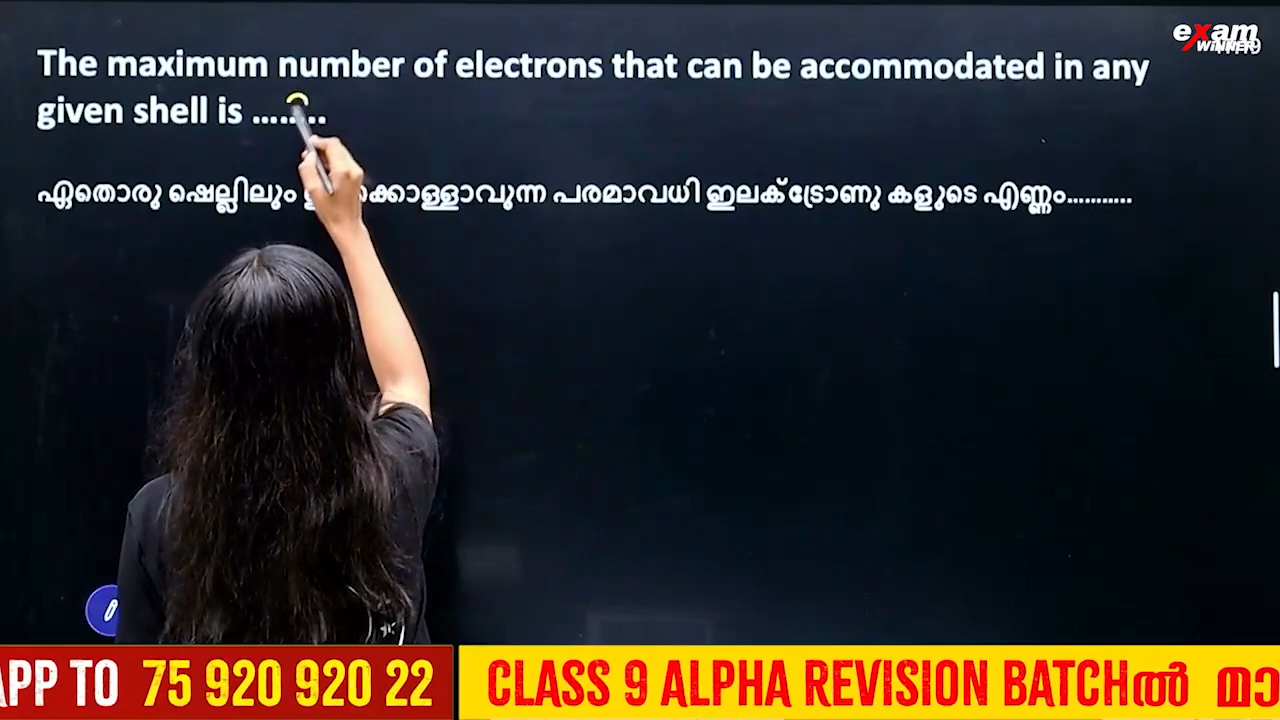 exam
WINNER 9
The maximum number of electrons that can be accommodated in any
given shell is ........
ഏതൊരു ഷെല്ലിലും പരമാവധി ഇലക്ട്രോണു കളുടെ എണ്ണം...........
APP TO 75 920 920 22
CLASS 9 ALPHA REVISION BATCHൽ മാ